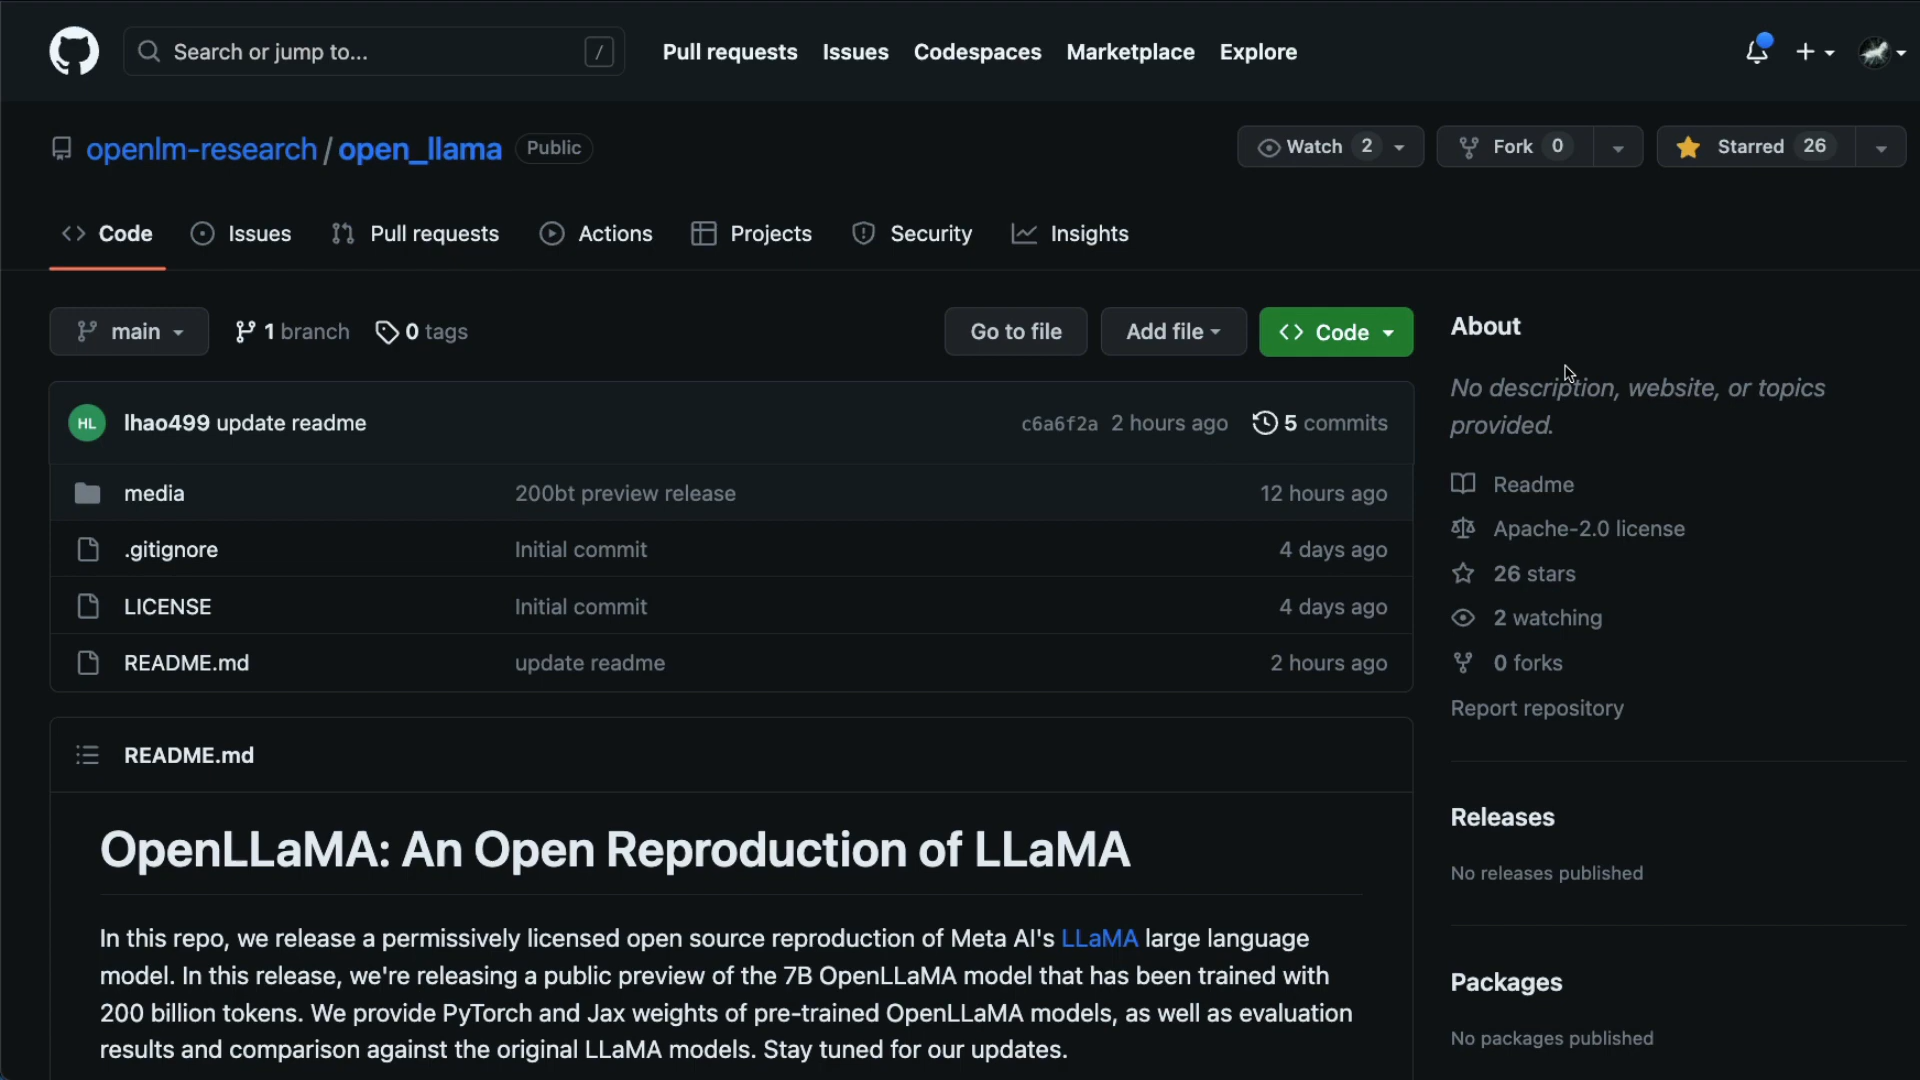 Search or jump to... /
Pull requests Issues Codespaces Marketplace Explore
openlm-research / open_llama Public
Watch 2 Fork 0 Starred 26
Code Issues Pull requests Actions Projects Security Insights
main 1 branch 0 tags Go to file Add file Code
HL lhao499 update readme c6a6f2a 2 hours ago 5 commits
media 200bt preview release 12 hours ago
.gitignore Initial commit 4 days ago
LICENSE Initial commit 4 days ago
README.md update readme 2 hours ago
README.md
OpenLLaMA: An Open Reproduction of LLaMA
In this repo, we release a permissively licensed open source reproduction of Meta AI's LLaMA large language
model. In this release, we're releasing a public preview of the 7B OpenLLaMA model that has been trained with
200 billion tokens. We provide PyTorch and Jax weights of pre-trained OpenLLaMA models, as well as evaluation
results and comparison against the original LLaMA models. Stay tuned for our updates.
About
No description, website, or topics
provided.
Readme
Apache-2.0 license
26 stars
2 watching
0 forks
Report repository
Releases
No releases published
Packages
No packages published